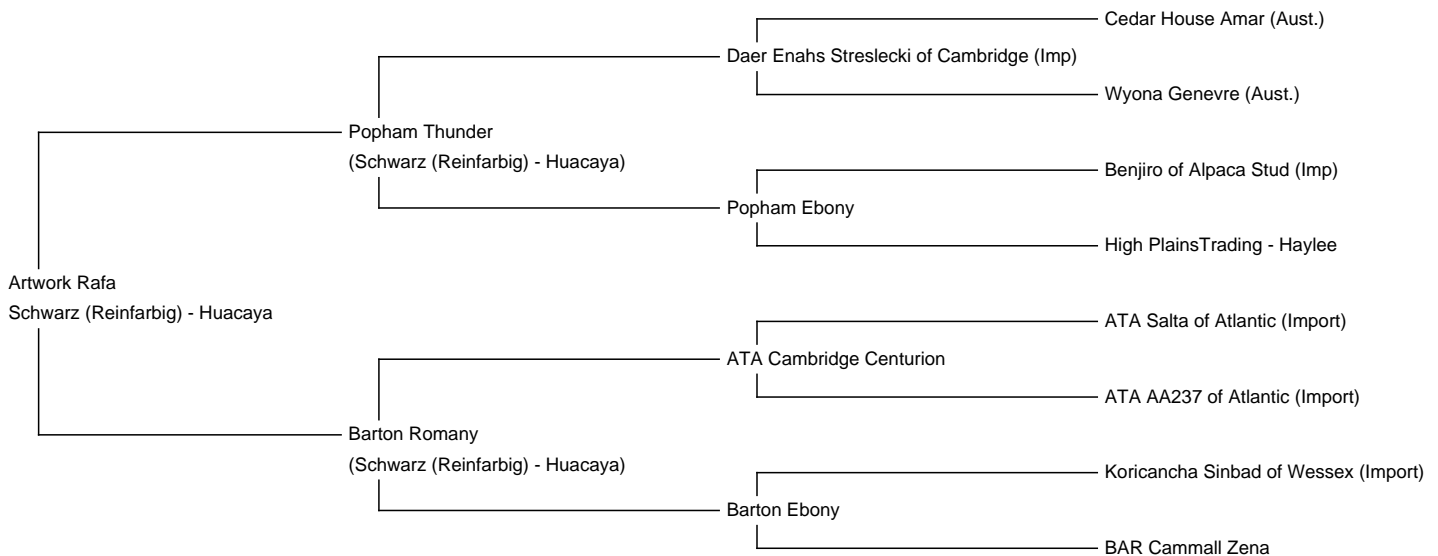 Cedar House Amar (Aust.)
Daer Enahs Streslecki of Cambridge (Imp)
Wyona Genevre (Aust.)
Popham Thunder
(Schwarz (Reinfarbig) - Huacaya)
Benjiro of Alpaca Stud (Imp)
Popham Ebony
High PlainsTrading - Haylee
Artwork Rafa
Schwarz (Reinfarbig) - Huacaya
ATA Salta of Atlantic (Import)
ATA Cambridge Centurion
ATA AA237 of Atlantic (Import)
Barton Romany
(Schwarz (Reinfarbig) - Huacaya)
Koricancha Sinbad of Wessex (Import)
Barton Ebony
BAR Cammall Zena